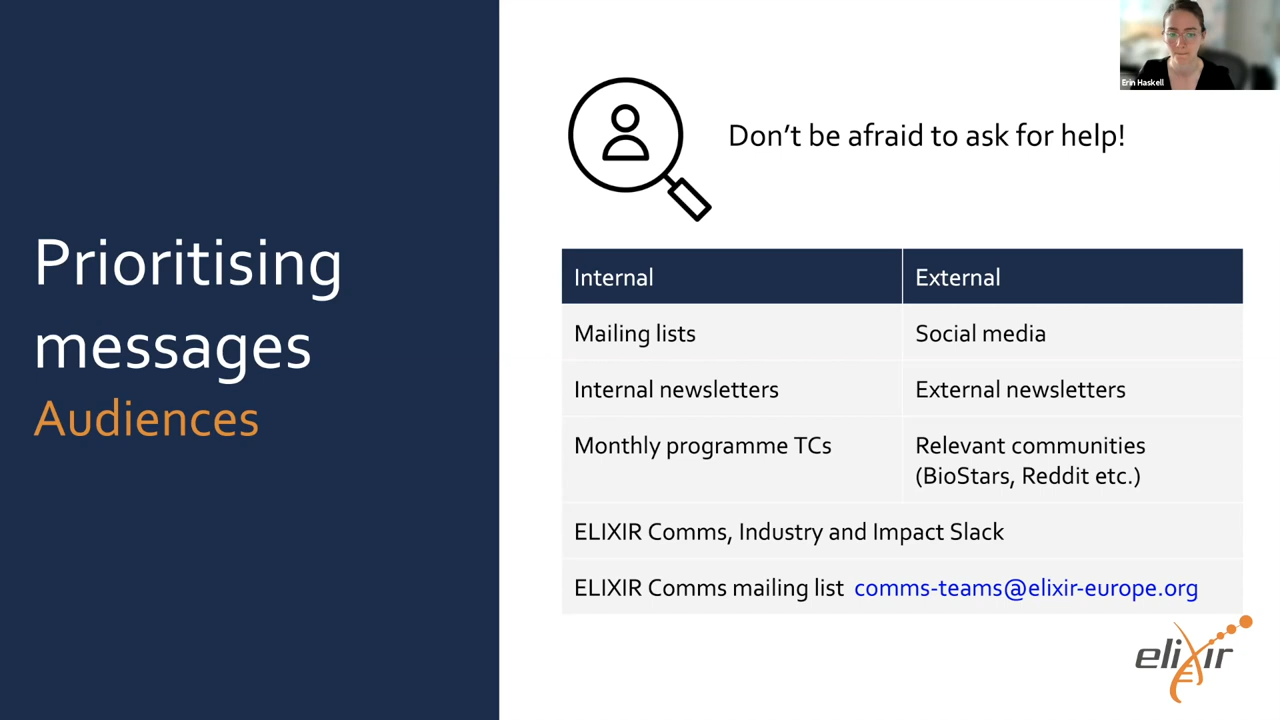 Erin Haskell
Don't be afraid to ask for help!
Prioritising
messages
Audiences
Internal External
Mailing lists Social media
Internal newsletters External newsletters
Monthly programme TCs Relevant communities
(BioStars, Reddit etc.)
ELIXIR Comms, Industry and Impact Slack
ELIXIR Comms mailing list comms-teams@elixir-europe.org
elixir